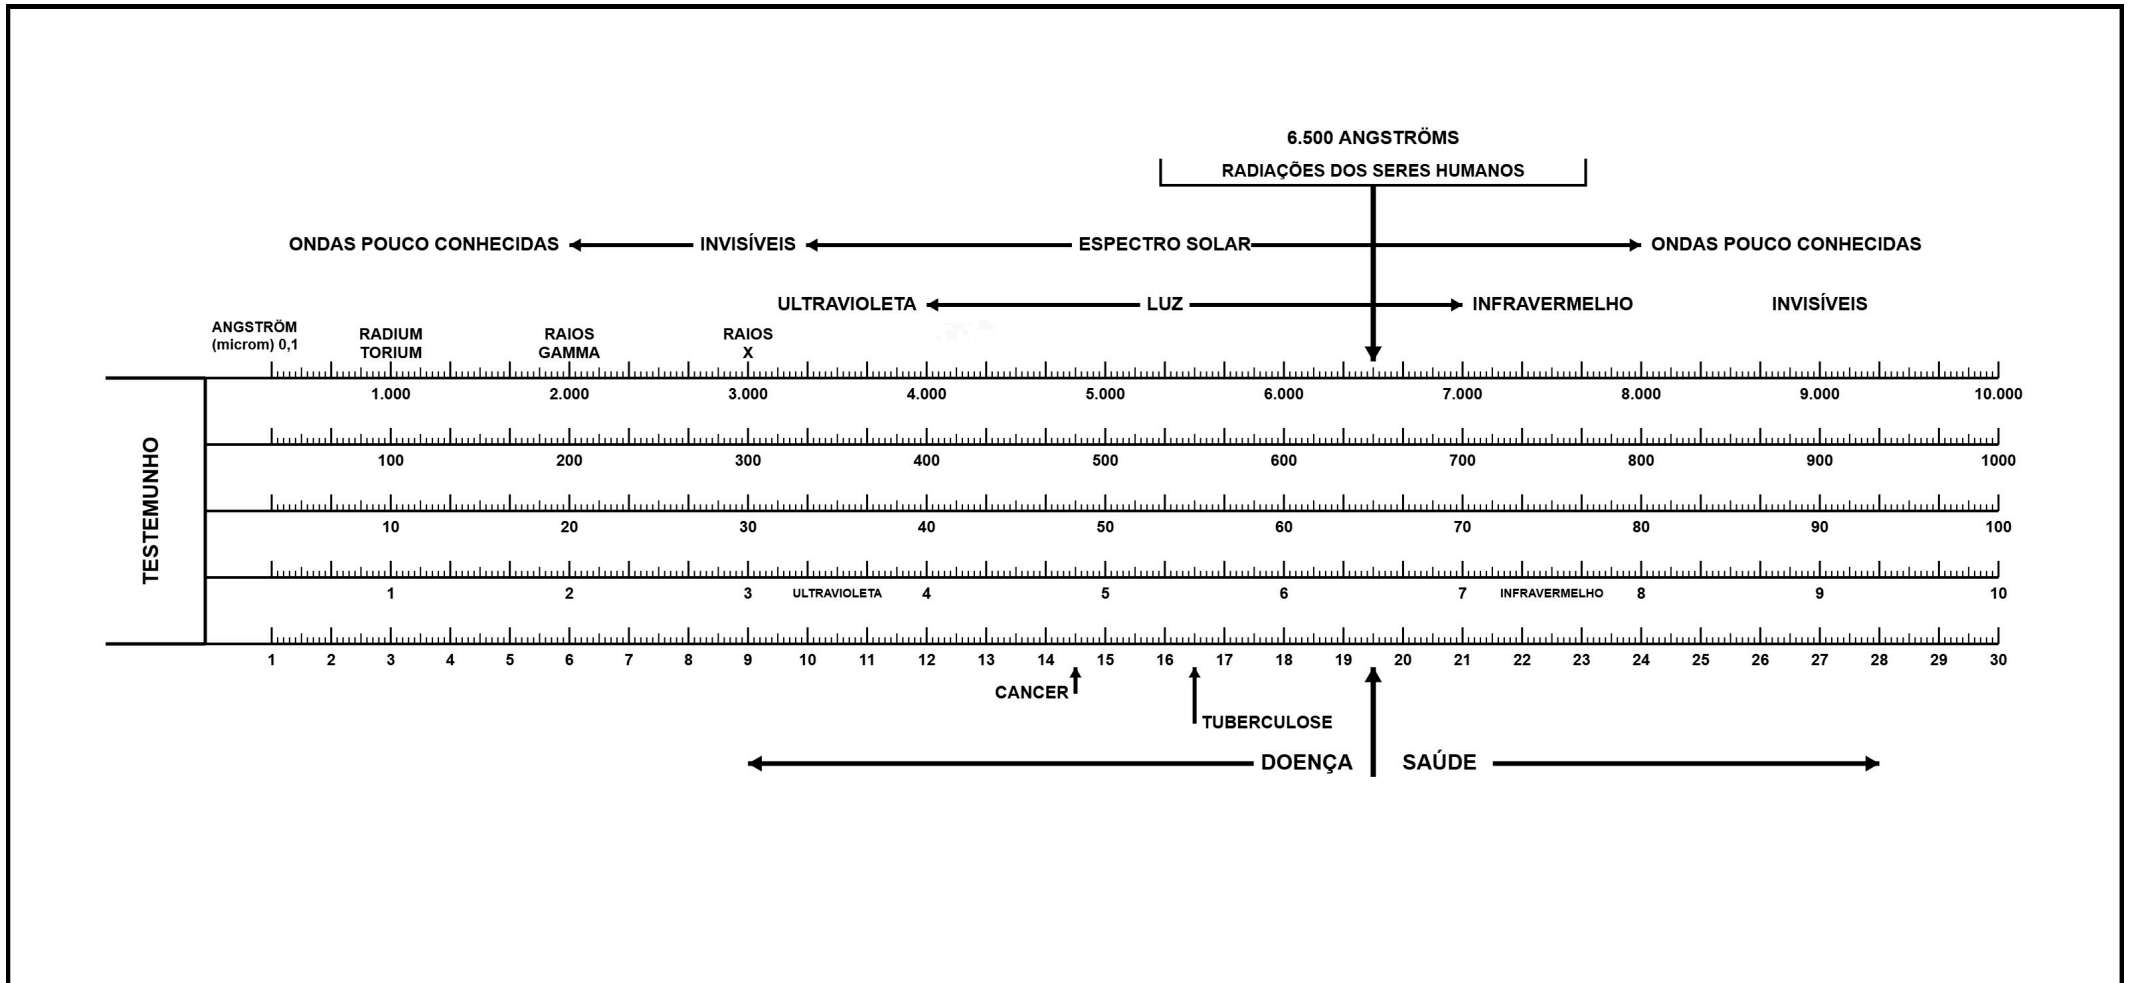 6.500 ANGSTRÖMS
RADIAÇÕES DOS SERES HUMANOS
ONDAS POUCO CONHECIDAS INVISÍVEIS ESPECTRO SOLAR ONDAS POUCO CONHECIDAS
ULTRAVIOLETA LUZ INFRAVERMELHO INVISÍVEIS
ANGSTRÖM
(microm) 0,1
RADIUM
TORIUM
RAIOS
GAMMA
RAIOS
X
1.000 2.000 3.000 4.000 5.000 6.000 7.000 8.000 9.000 10.000
100 200 300 400 500 600 700 800 900 1000
TESTEMUNHO
10 20 30 40 50 60 70 80 90 100
1 2 3 ULTRAVIOLETA 4 5 6 7 INFRAVERMELHO 8 9 10
1 2 3 4 5 6 7 8 9 10 11 12 13 14 15 16 17 18 19 20 21 22 23 24 25 26 27 28 29 30
CANCER
TUBERCULOSE
DOENÇA SAÚDE